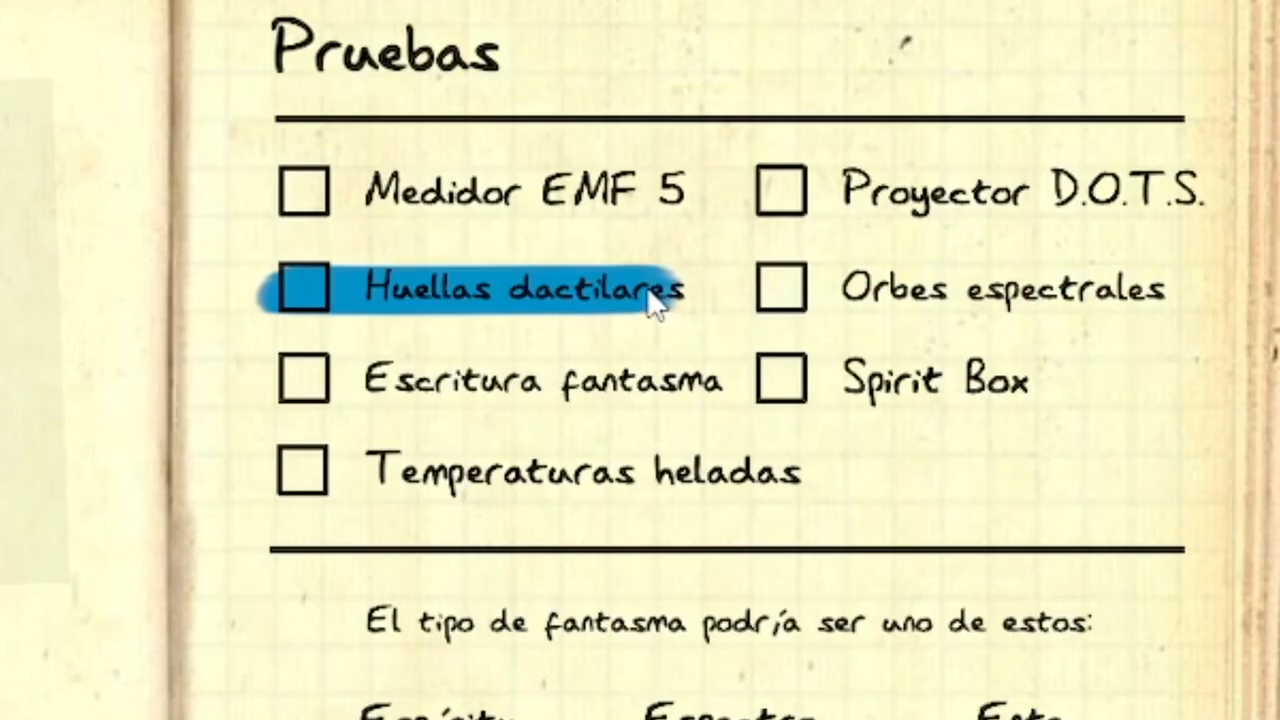 Pruebas
Medidor EMF 5
Proyector D.O.T.S.
Huellas dactilares
Orbes espectrales
Escritura fantasma
Spirit Box
Temperaturas heladas
El tipo de fantasma podría ser uno de estos: